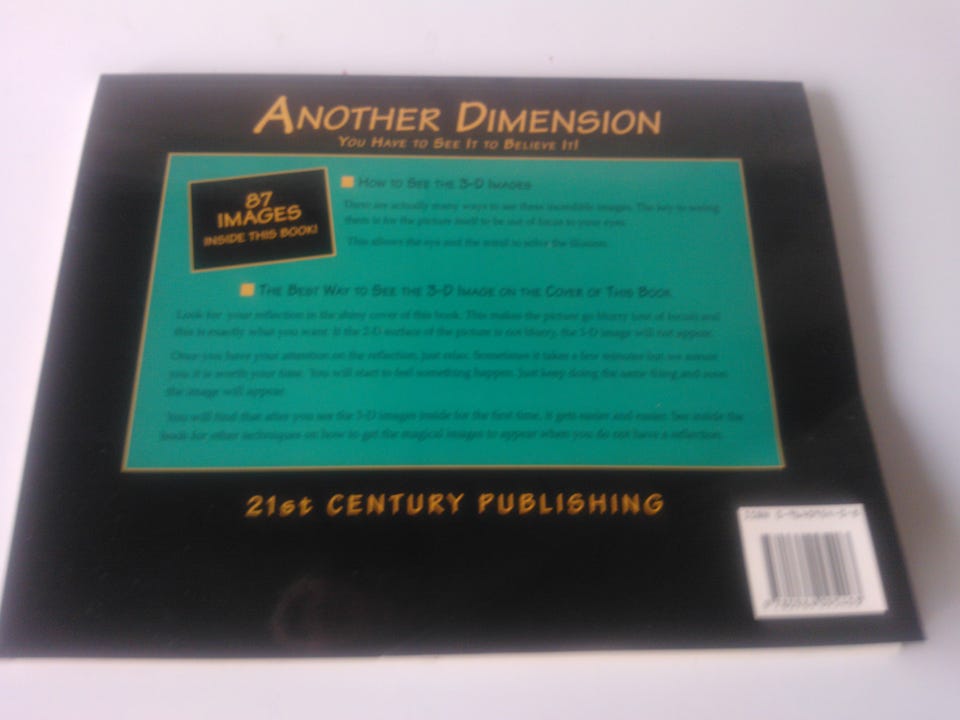 ANOTHER DIMENSION
YOU HAVE TO SEE IT TO BELIEVE IT!
87
IMAGES
INSIDE THIS BOOK!
HOW TO SEE THE 3-D IMAGES
There are actually many ways to see these incredible images. The key to seeing
them is for the picture itself to be out of focus to your eyes.
This allows the eye and the mind to solve the illusion.
THE BEST WAY TO SEE THE 3-D IMAGE ON THE COVER OF THIS BOOK
Look for your reflection in the shiny cover of this book. This makes the picture go blurry (out of focus) and
this is exactly what you want. If the 2-D surface of the picture is not blurry, the 3-D image will not appear.
Once you have your attention on the reflection, just relax. Sometimes it takes a few minutes but we assure
you it is worth your time. You will start to feel something happen. Just keep doing the same thing and soon
the image will appear.
You will find that after you see the 3-D images inside for the first time, it gets easier and easier. See inside the
book for other techniques on how to get the magical images to appear when you do not have a reflection.
21st CENTURY PUBLISHING
ISBN